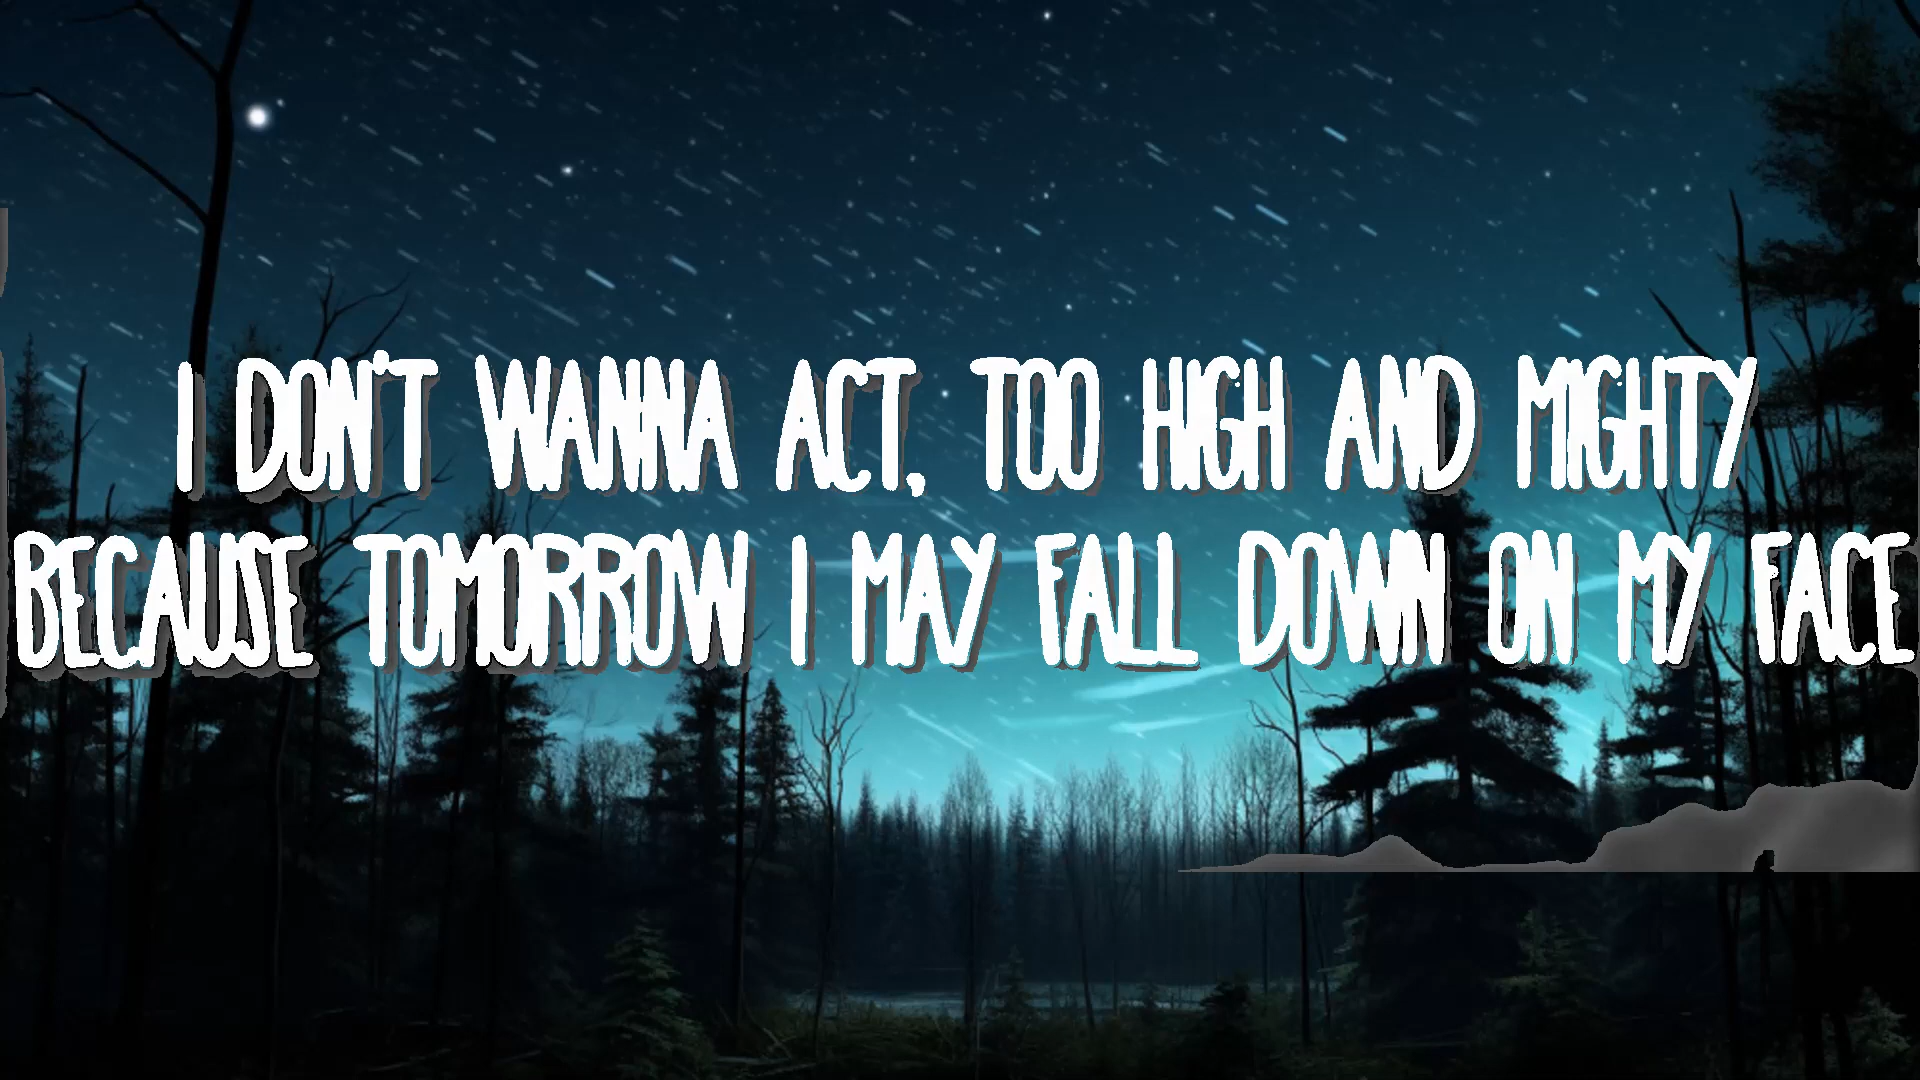 I DON'T WANNA ACT, TOO HIGH AND MIGHTY
BECAUSE TOMORROW I MAY FALL DOWN ON MY FACE